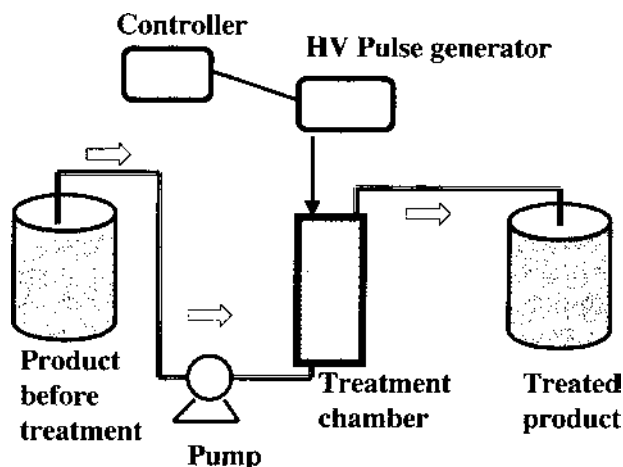 Controller
HV Pulse generator
Product
before
treatment
Pump
Treatment
chamber
Treated
product